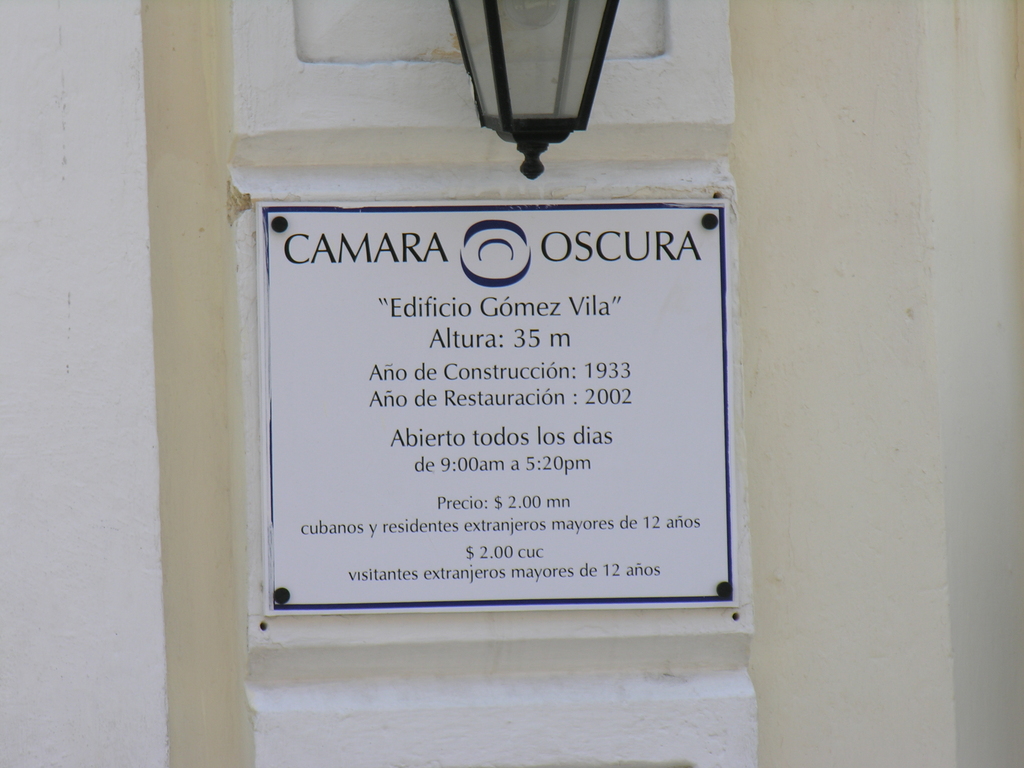 CAMARA OSCURA
“Edificio Gómez Vila”
Altura: 35 m
Año de Construcción: 1933
Año de Restauración : 2002
Abierto todos los dias
de 9:00am a 5:20pm
Precio: $ 2.00 mn
cubanos y residentes extranjeros mayores de 12 años
$ 2.00 cuc
visitantes extranjeros mayores de 12 años